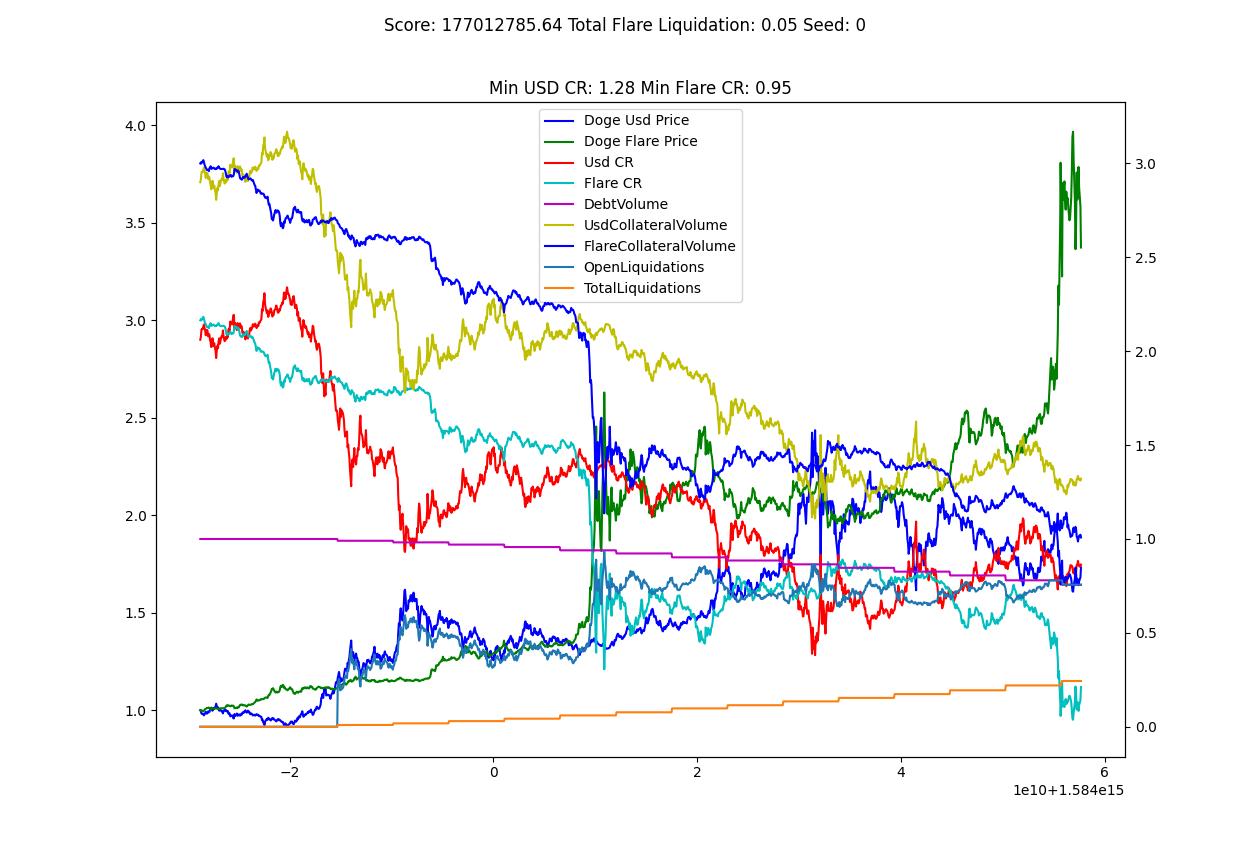 Score: 177012785.64 Total Flare Liquidation: 0.05 Seed: 0
Min USD CR: 1.28 Min Flare CR: 0.95
Doge Usd Price
Doge Flare Price
Usd CR
Flare CR
DebtVolume
UsdCollateralVolume
FlareCollateralVolume
OpenLiquidations
TotalLiquidations
4.0
3.5
3.0
2.5
2.0
1.5
1.0
3.0
2.5
2.0
1.5
1.0
0.5
0.0
−2
0
2
4
6
1e10+1.584e15